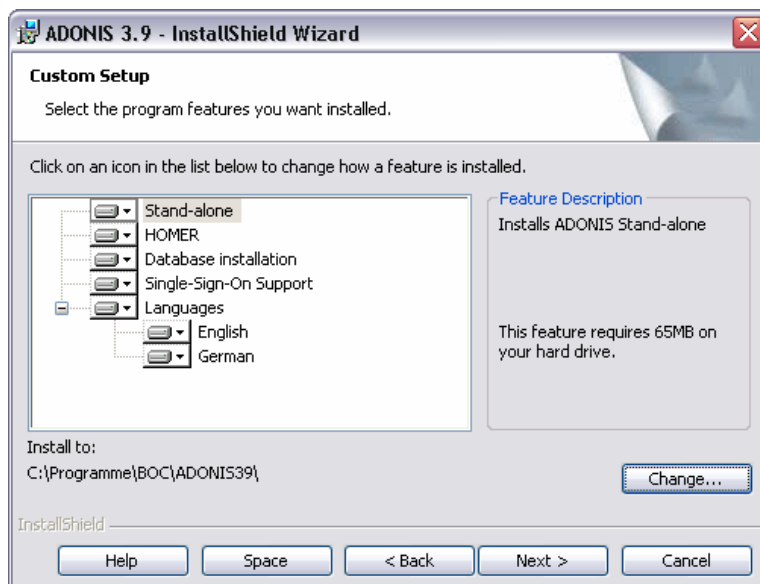 ADONIS 3.9 - InstallShield Wizard
Custom Setup
Select the program features you want installed.
Click on an icon in the list below to change how a feature is installed.
Stand-alone
HOMER
Database installation
Single-Sign-On Support
Languages
English
German
Feature Description
Installs ADONIS Stand-alone
This feature requires 65MB on
your hard drive.
Install to:
C:\Programme\BOC\ADONIS39\
Change...
InstallShield
Help
Space
< Back
Next >
Cancel